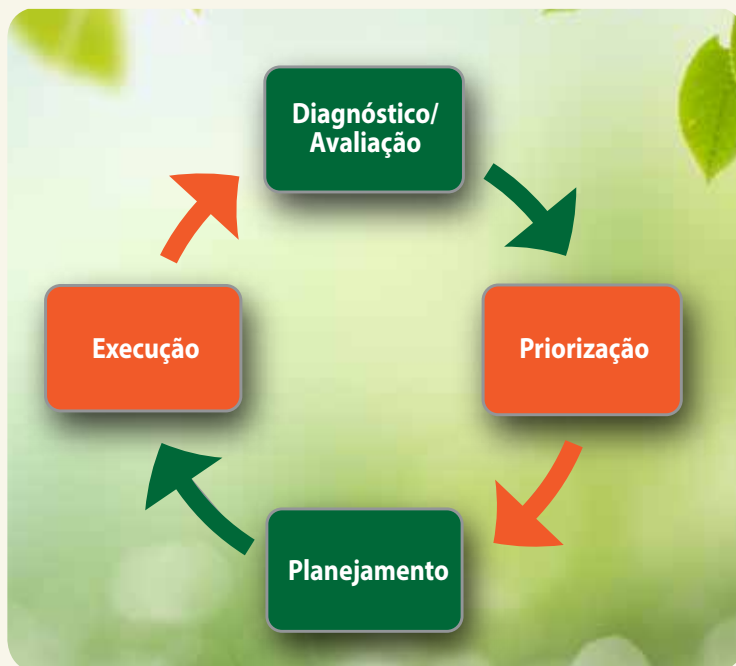 Diagnóstico/
Avaliação
Execução
Priorização
Planejamento